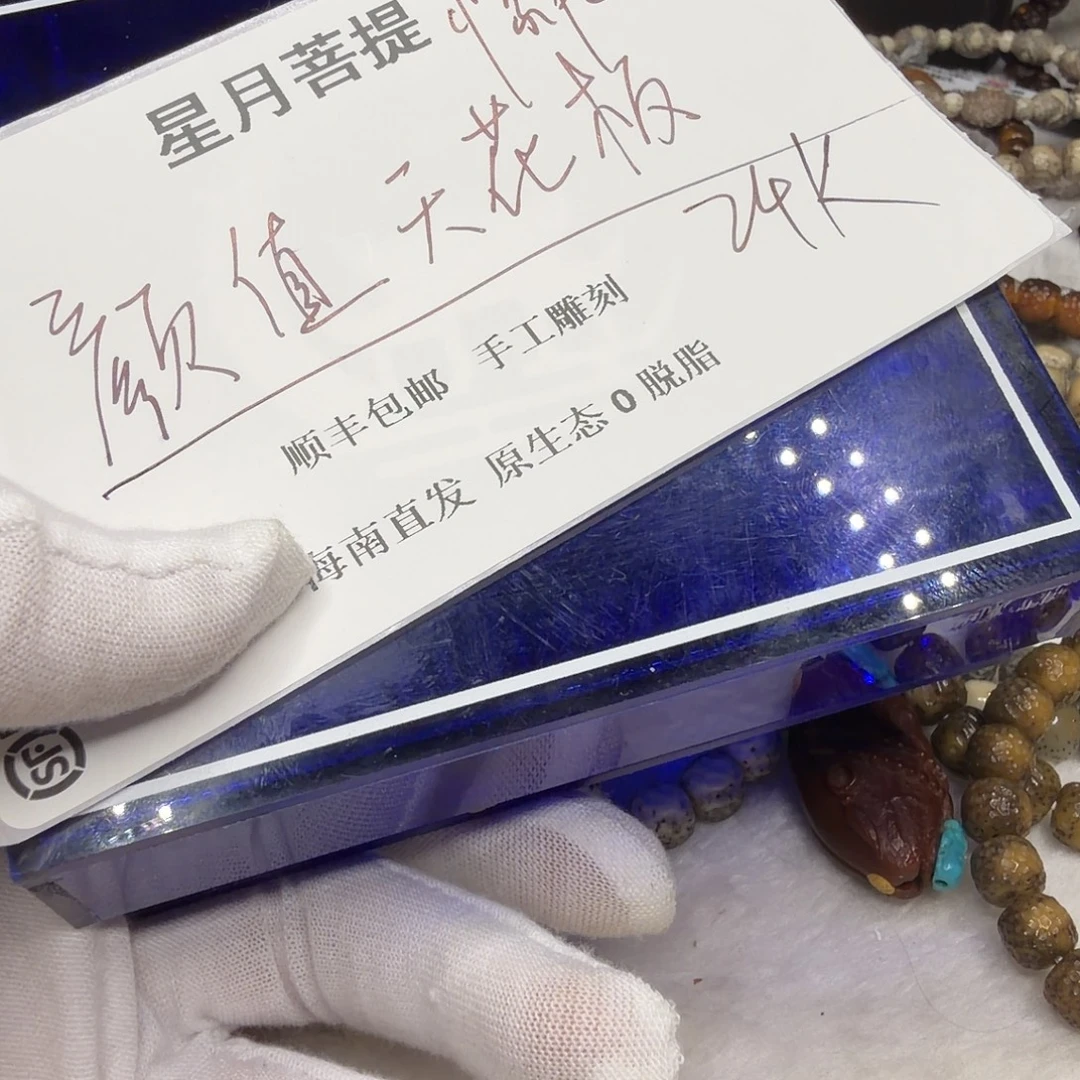 星月菩提
颜值天花板
24K
顺丰包邮 手工雕刻
海南直发 原生态0脱脂